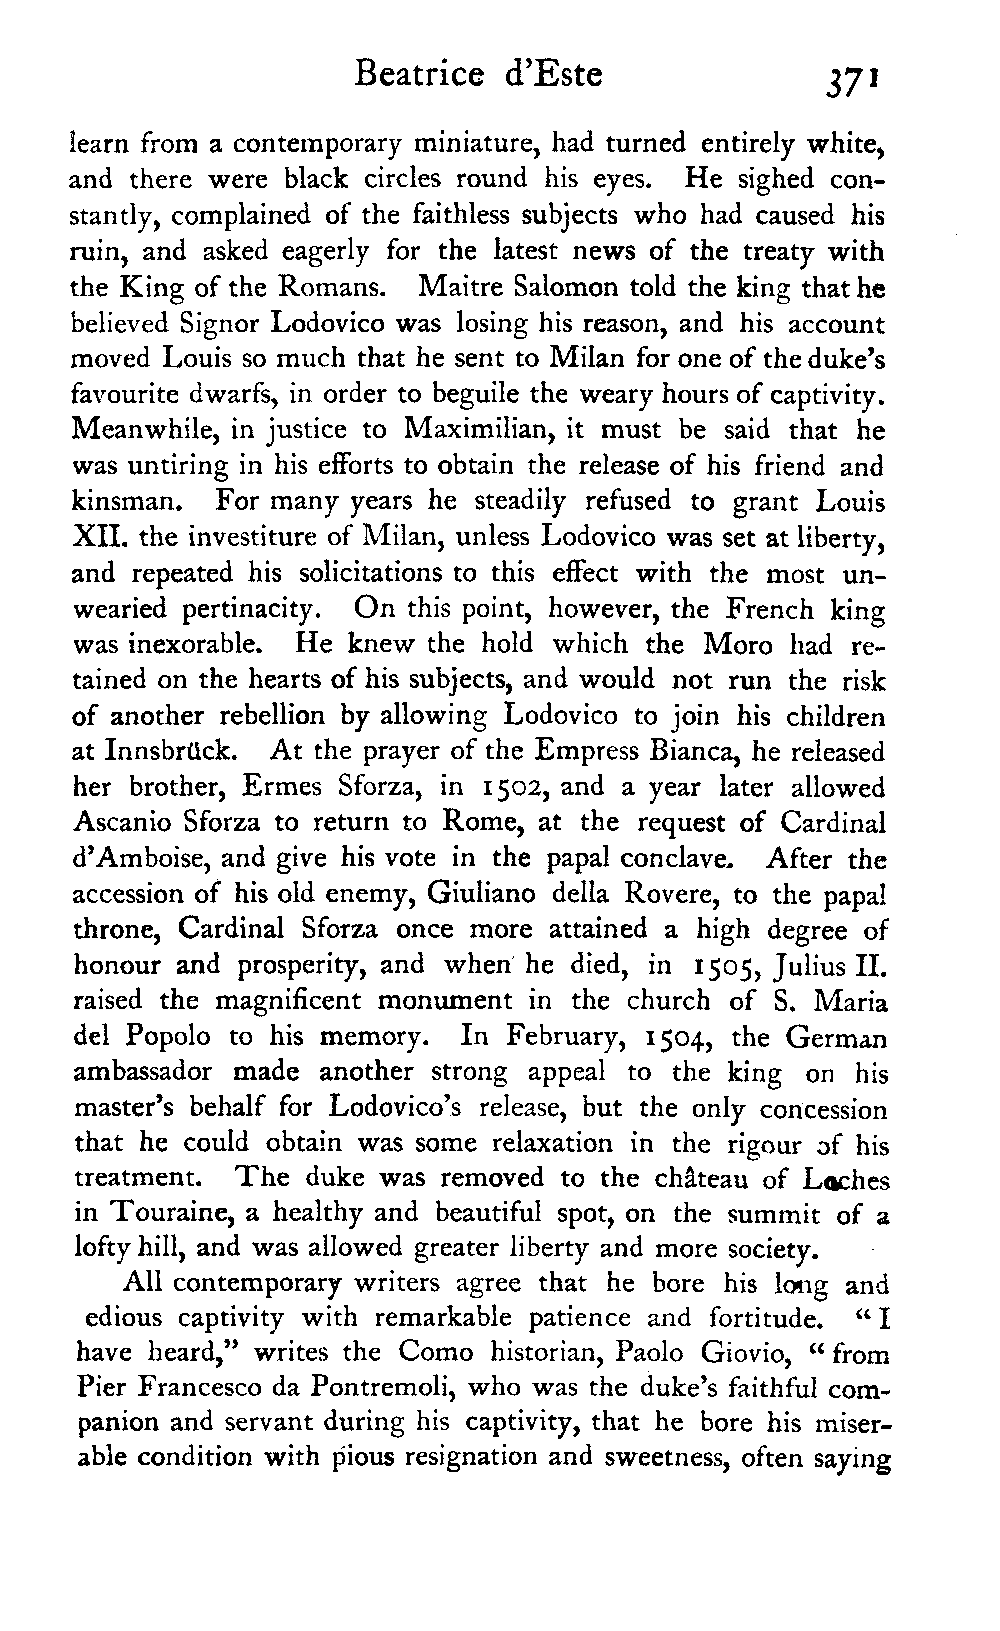 Beatrice d'Este 371
learn from a contemporary miniature, had turned entirely white,
and there were black circles round his eyes. He sighed con-
stantly, complained of the faithless subjects who had caused his
ruin, and asked eagerly for the latest news of the treaty with
the King of the Romans. Maitre Salomon told the king that he
believed Signor Lodovico was losing his reason, and his account
moved Louis so much that he sent to Milan for one of the duke's
favourite dwarfs, in order to beguile the weary hours of captivity.
Meanwhile, in justice to Maximilian, it must be said that he
was untiring in his efforts to obtain the release of his friend and
kinsman. For many years he steadily refused to grant Louis
XII. the investiture of Milan, unless Lodovico was set at liberty,
and repeated his solicitations to this effect with the most un-
wearied pertinacity. On this point, however, the French king
was inexorable. He knew the hold which the Moro had re-
tained on the hearts of his subjects, and would not run the risk
of another rebellion by allowing Lodovico to join his children
at Innsbrück. At the prayer of the Empress Bianca, he released
her brother, Ermes Sforza, in 1502, and a year later allowed
Ascanio Sforza to return to Rome, at the request of Cardinal
d'Amboise, and give his vote in the papal conclave. After the
accession of his old enemy, Giuliano della Rovere, to the papal
throne, Cardinal Sforza once more attained a high degree of
honour and prosperity, and when he died, in 1505, Julius II.
raised the magnificent monument in the church of S. Maria
del Popolo to his memory. In February, 1504, the German
ambassador made another strong appeal to the king on his
master's behalf for Lodovico's release, but the only concession
that he could obtain was some relaxation in the rigour of his
treatment. The duke was removed to the château of Loches
in Touraine, a healthy and beautiful spot, on the summit of a
lofty hill, and was allowed greater liberty and more society.
All contemporary writers agree that he bore his long and
edious captivity with remarkable patience and fortitude. "I
have heard," writes the Como historian, Paolo Giovio, "from
Pier Francesco da Pontremoli, who was the duke's faithful com-
panion and servant during his captivity, that he bore his miser-
able condition with pious resignation and sweetness, often saying